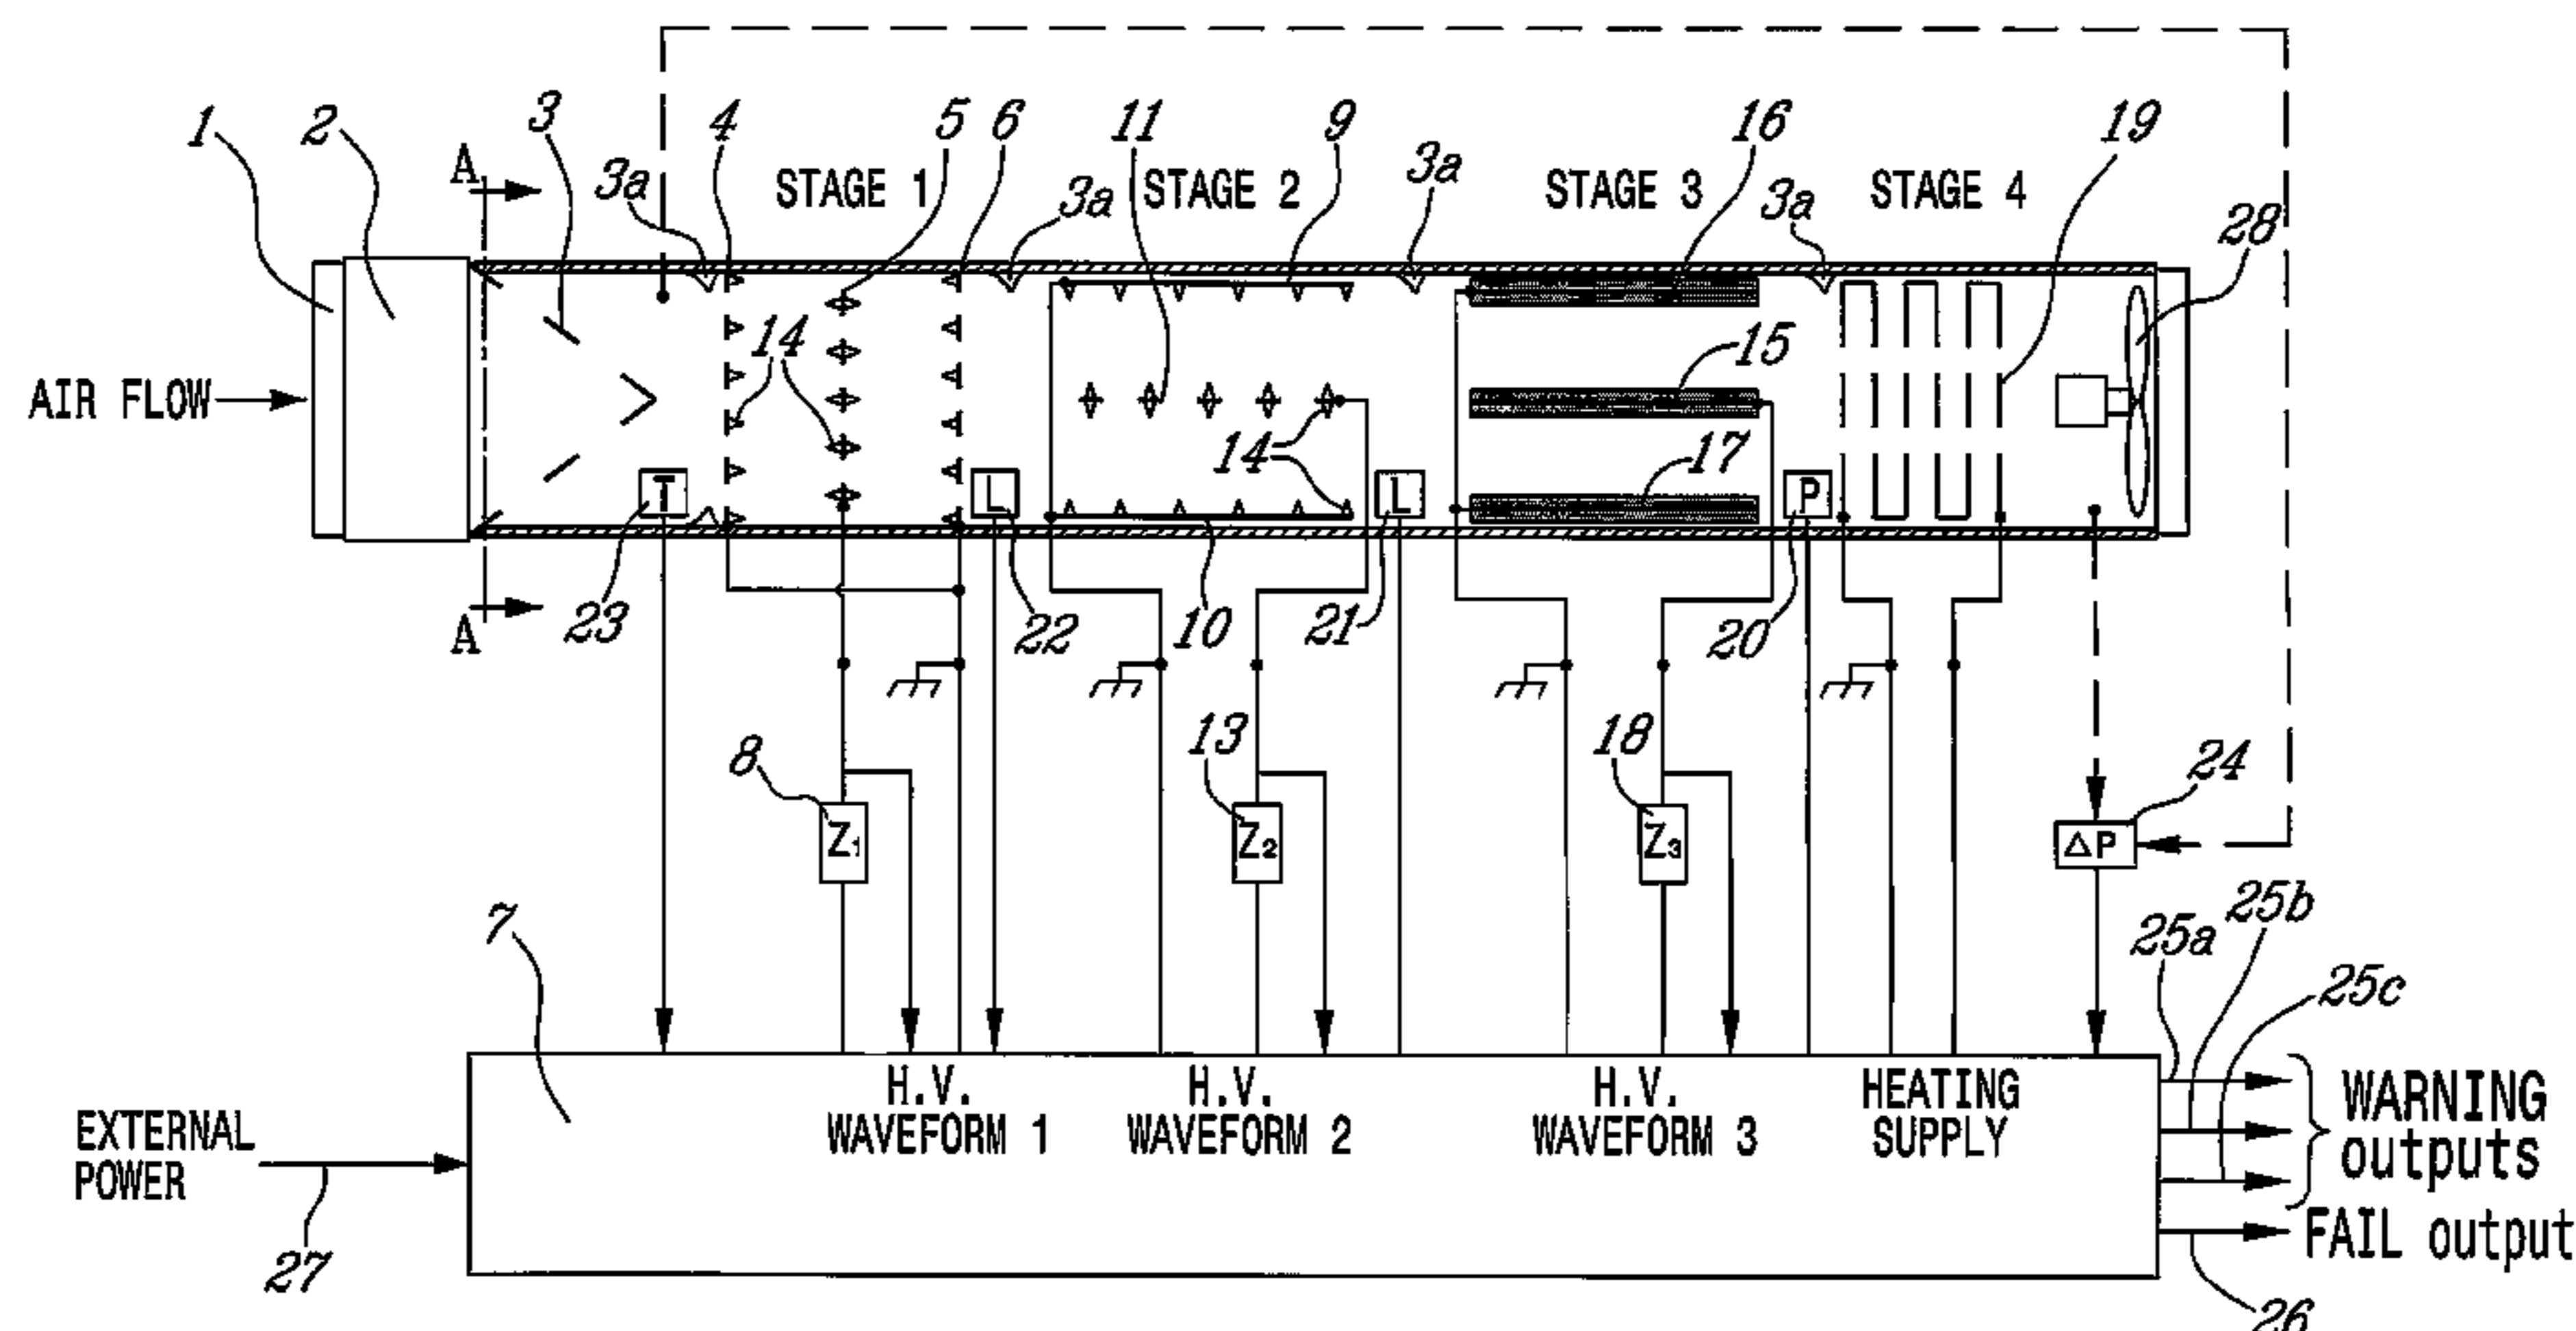 1
2
A
3
3a
4
STAGE 1
5
6
3a
11
STAGE 2
9
3a
STAGE 3
16
3a
STAGE 4
19
28
AIR FLOW
14
15
14
17
T
L
L
P
A
23
22
10
21
20
8
Z1
13
Z2
18
Z3
24
△P
7
25a
25b
25c
H.V.
WAVEFORM 1
H.V.
WAVEFORM 2
H.V.
WAVEFORM 3
HEATING
SUPPLY
WARNING
outputs
EXTERNAL
POWER
27
FAIL output
26